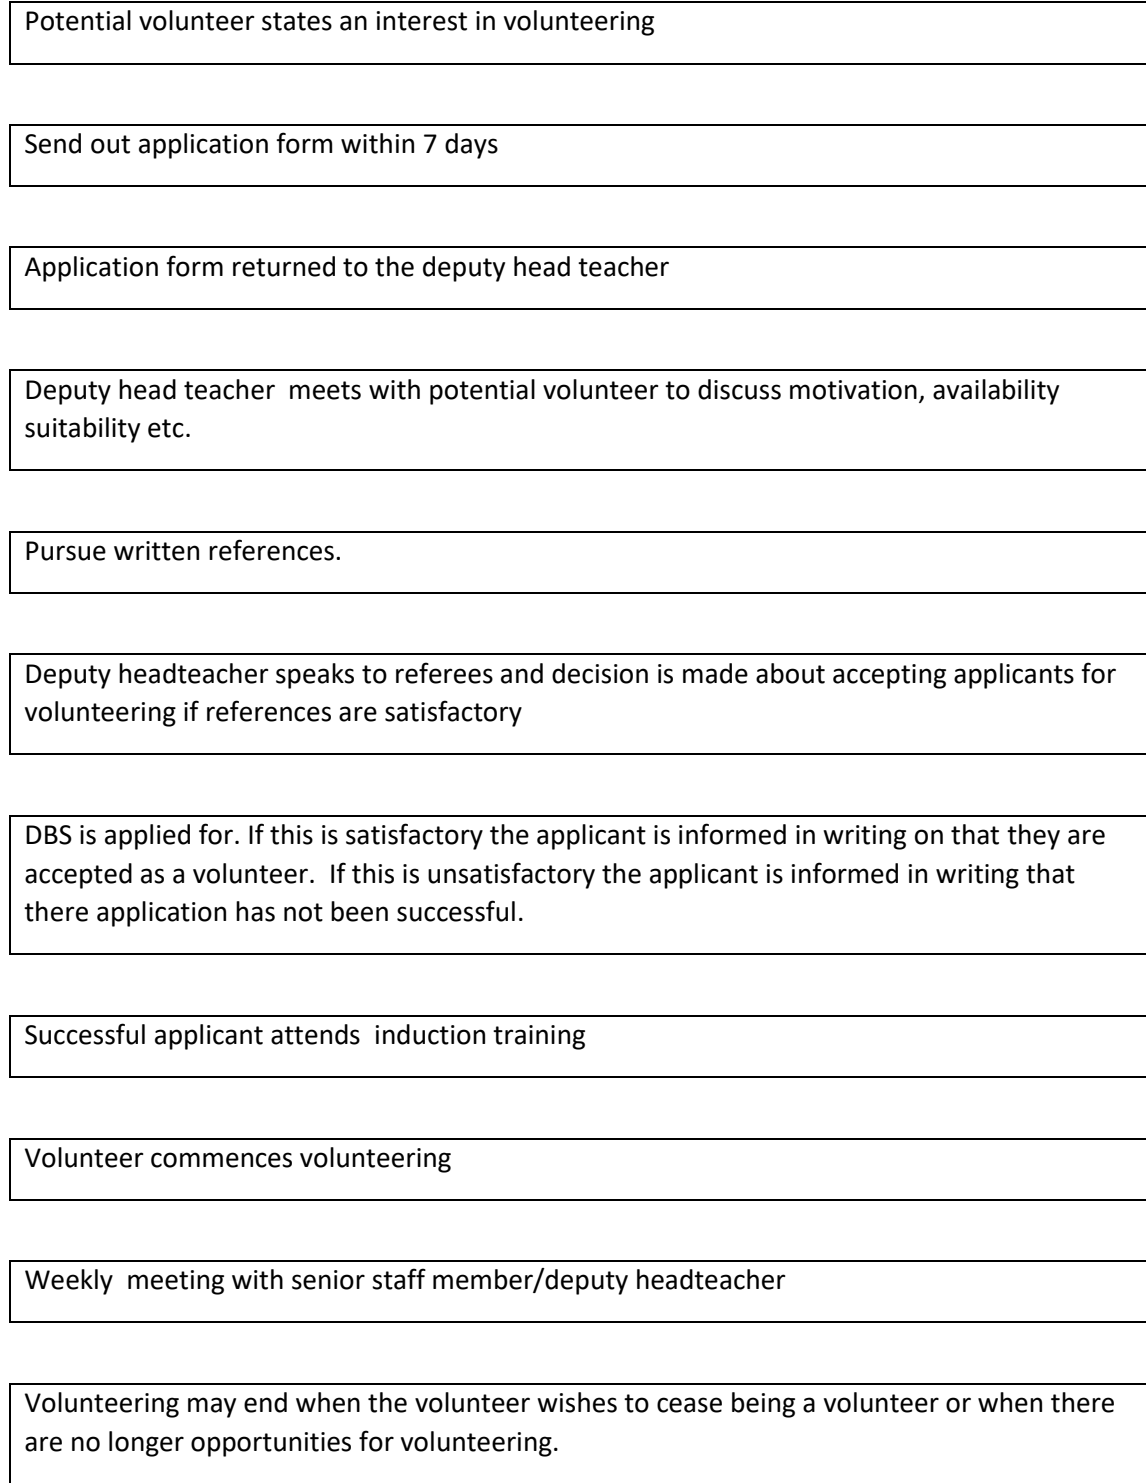 Potential volunteer states an interest in volunteering
Send out application form within 7 days
Application form returned to the deputy head teacher
Deputy head teacher  meets with potential volunteer to discuss motivation, availability
suitability etc.
Pursue written references.
Deputy headteacher speaks to referees and decision is made about accepting applicants for
volunteering if references are satisfactory
DBS is applied for. If this is satisfactory the applicant is informed in writing on that they are
accepted as a volunteer.  If this is unsatisfactory the applicant is informed in writing that
there application has not been successful.
Successful applicant attends  induction training
Volunteer commences volunteering
Weekly  meeting with senior staff member/deputy headteacher
Volunteering may end when the volunteer wishes to cease being a volunteer or when there
are no longer opportunities for volunteering.